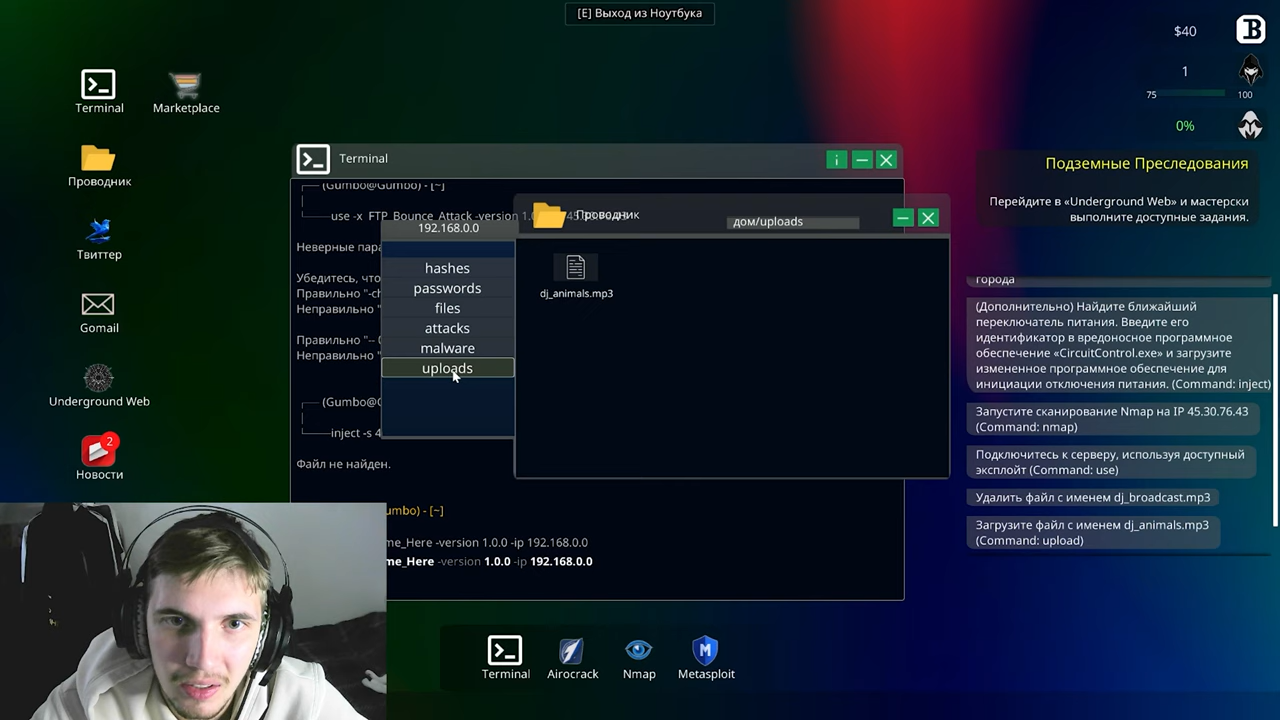 [E] Выход из Ноутбука
$40
1
75
100
0%
Terminal
Marketplace
Проводник
Твиттер
Gomail
Underground Web
2
Новости
Terminal
(Gumbo@Gumbo) - [~]
use -x FTP_Bounce_Attack -version 1.0
Неверные пара
Убедитесь, что
Правильно "-ch
Неправильно "
Правильно "--
Неправильно "
(Gumbo@G
inject -s 4
Файл не найден.
umbo) - [~]
me_Here -version 1.0.0 -ip 192.168.0.0
me_Here -version 1.0.0 -ip 192.168.0.0
192.168.0.0
hashes
passwords
files
attacks
malware
uploads
Проводник
дом/uploads
dj_animals.mp3
Подземные Преследования
Перейдите в «Underground Web» и мастерски
выполните доступные задания.
города
(Дополнительно) Найдите ближайший
переключатель питания. Введите его
идентификатор в вредоносное программное
обеспечение «CircuitControl.exe» и загрузите
измененное программное обеспечение для
инициации отключения питания. (Command: inject)
Запустите сканирование Nmap на IP 45.30.76.43
(Command: nmap)
Подключитесь к серверу, используя доступный
эксплойт (Command: use)
Удалить файл с именем dj_broadcast.mp3
Загрузите файл с именем dj_animals.mp3
(Command: upload)
Terminal
Airocrack
Nmap
Metasploit